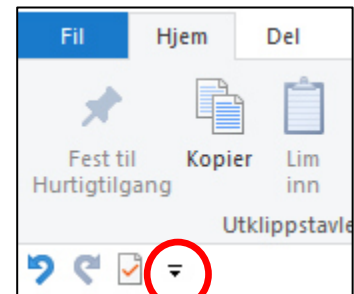 Fil Hjem Del
Fest til Hurtigtilgang
Kopier
Lim inn
Utklippstavle